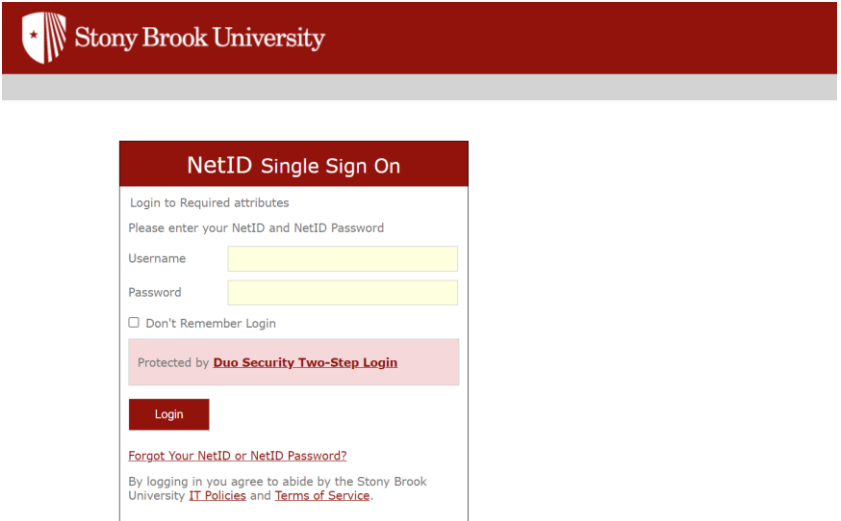 Stony Brook University
NetID Single Sign On
Login to Required attributes
Please enter your NetID and NetID Password
Username
Password
Don't Remember Login
Protected by Duo Security Two-Step Login
Login
Forgot Your NetID or NetID Password?
By logging in you agree to abide by the Stony Brook
University IT Policies and Terms of Service.